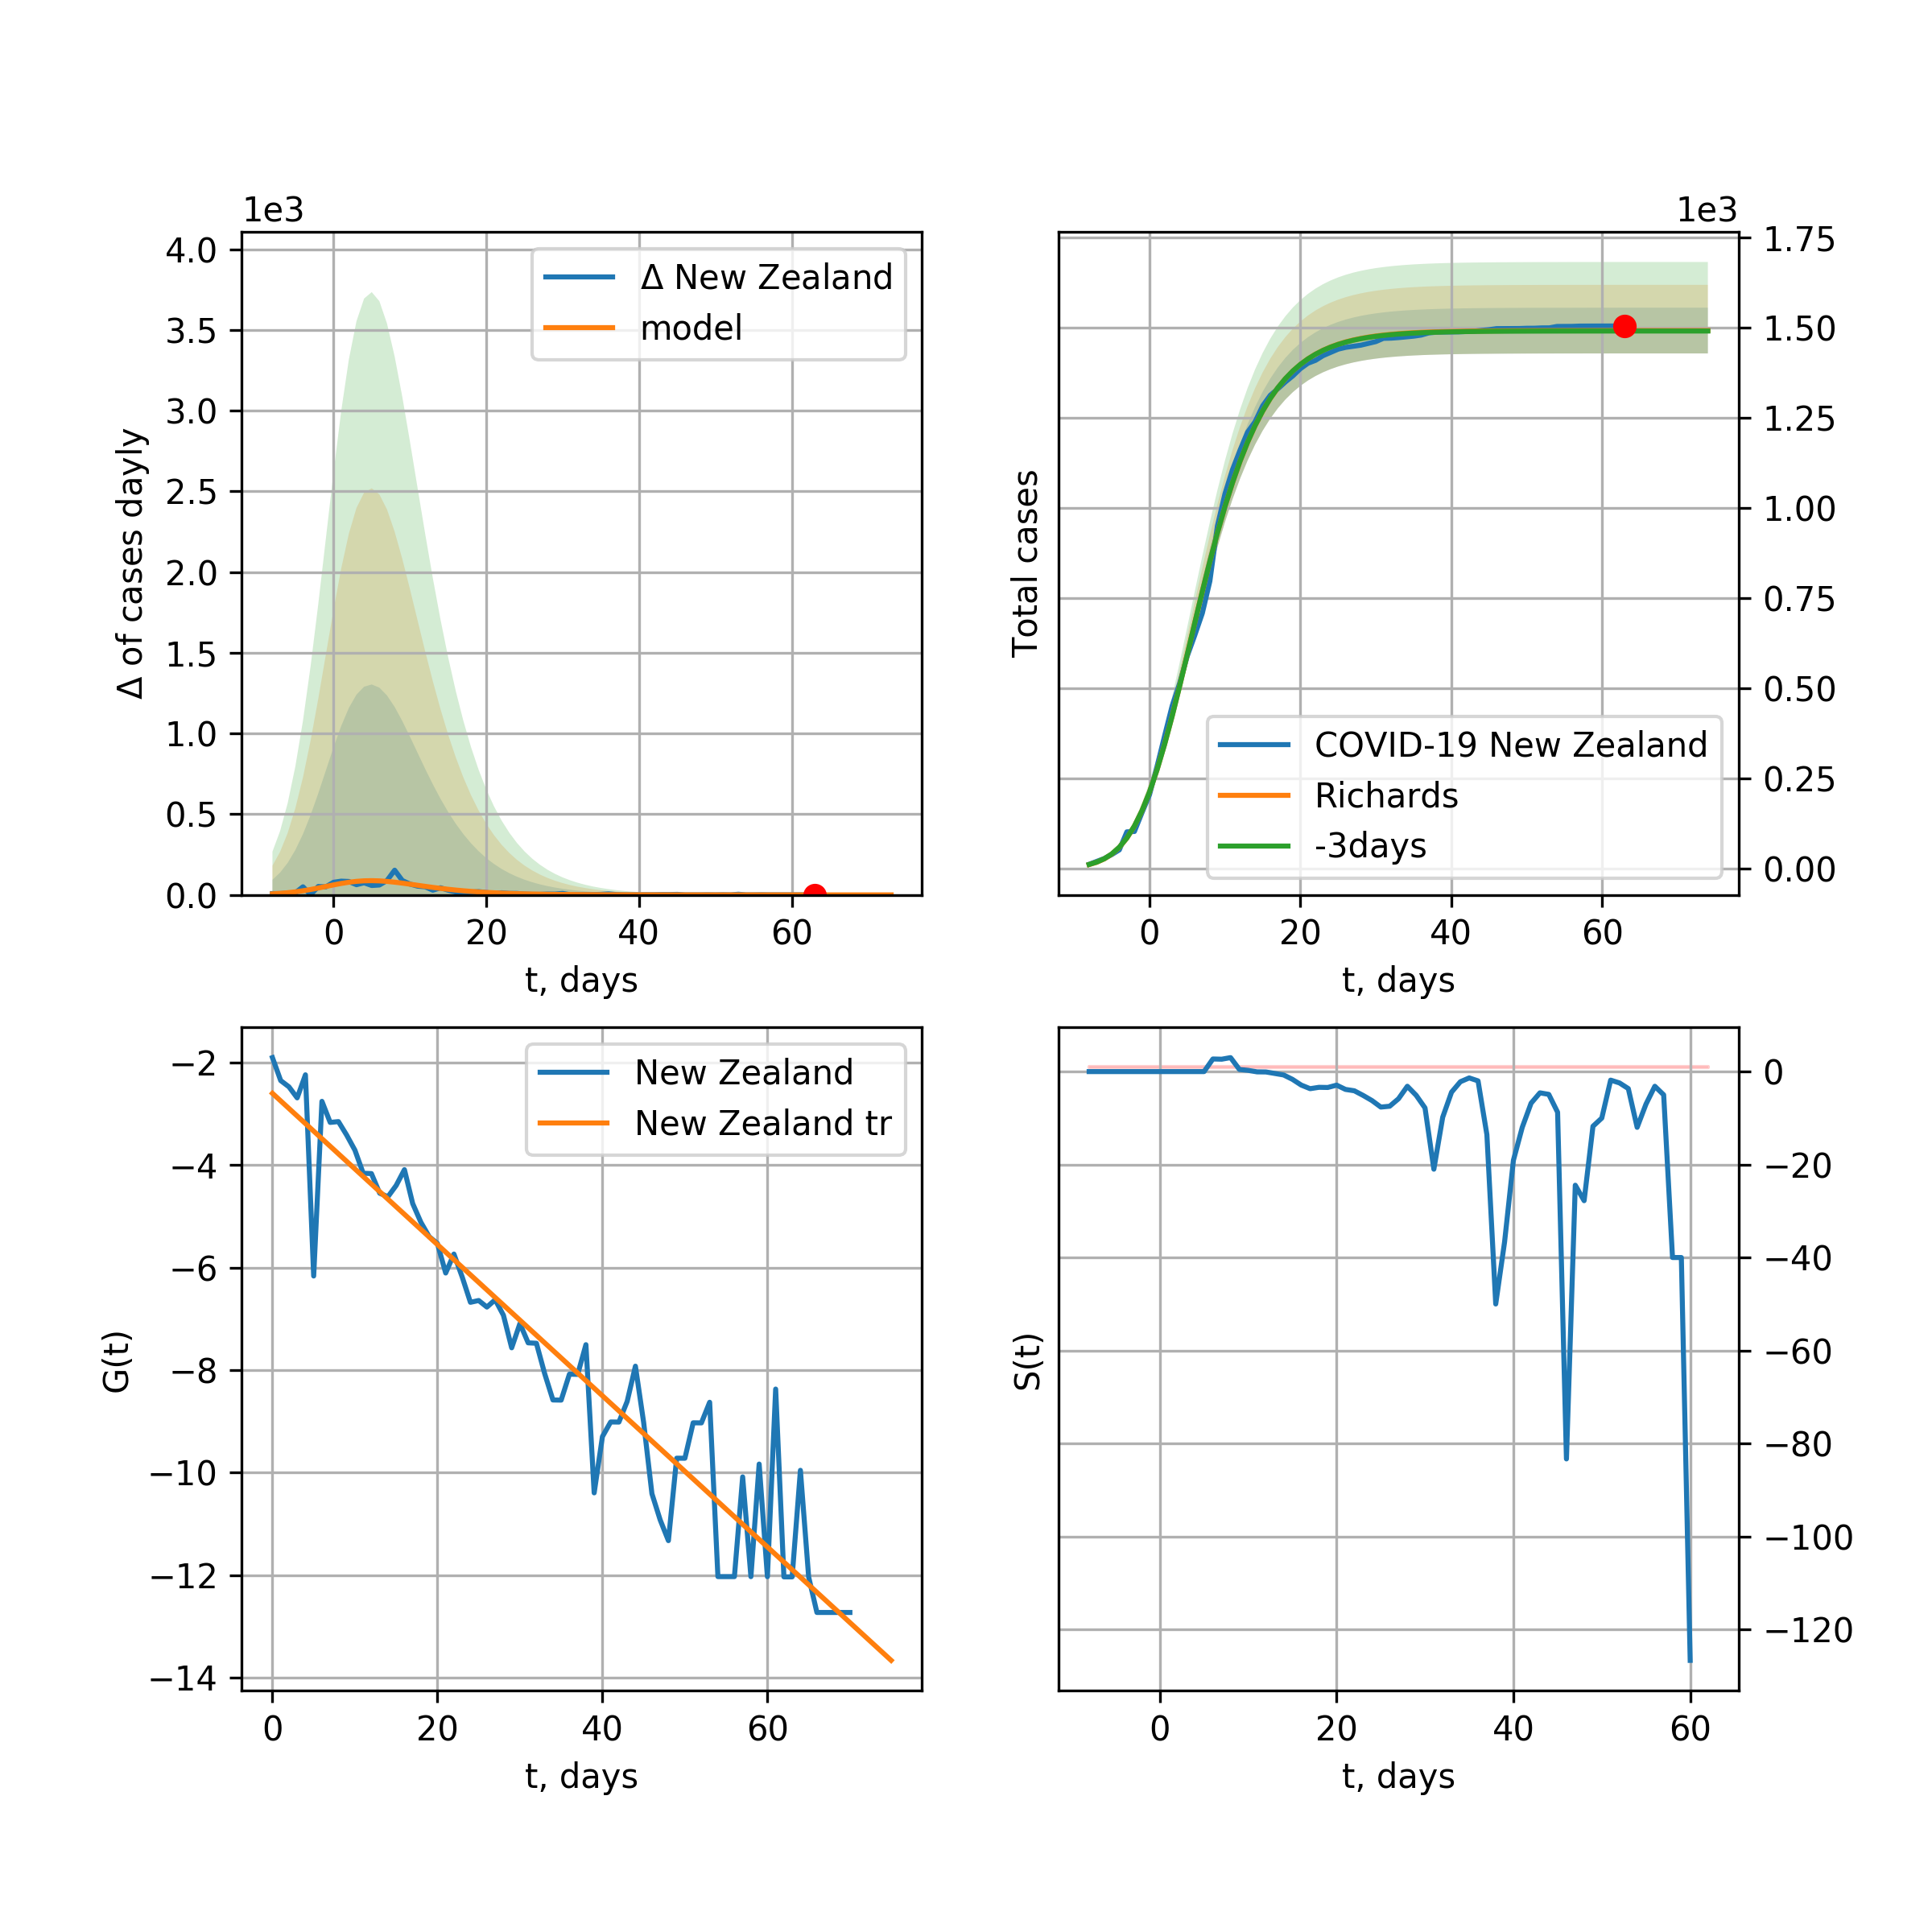 1e3
4.0
3.5
3.0
2.5
2.0
1.5
1.0
0.5
0.0
Δ of cases dayly
Δ New Zealand
model
0 20 40 60
t, days
1e3
1.75
1.50
1.25
1.00
0.75
0.50
0.25
0.00
Total cases
COVID-19 New Zealand
Richards
-3days
0 20 40 60
t, days
−2
−4
−6
−8
−10
−12
−14
G(t)
New Zealand
New Zealand tr
0 20 40 60
t, days
0
−20
−40
−60
−80
−100
−120
S(t)
0 20 40 60
t, days